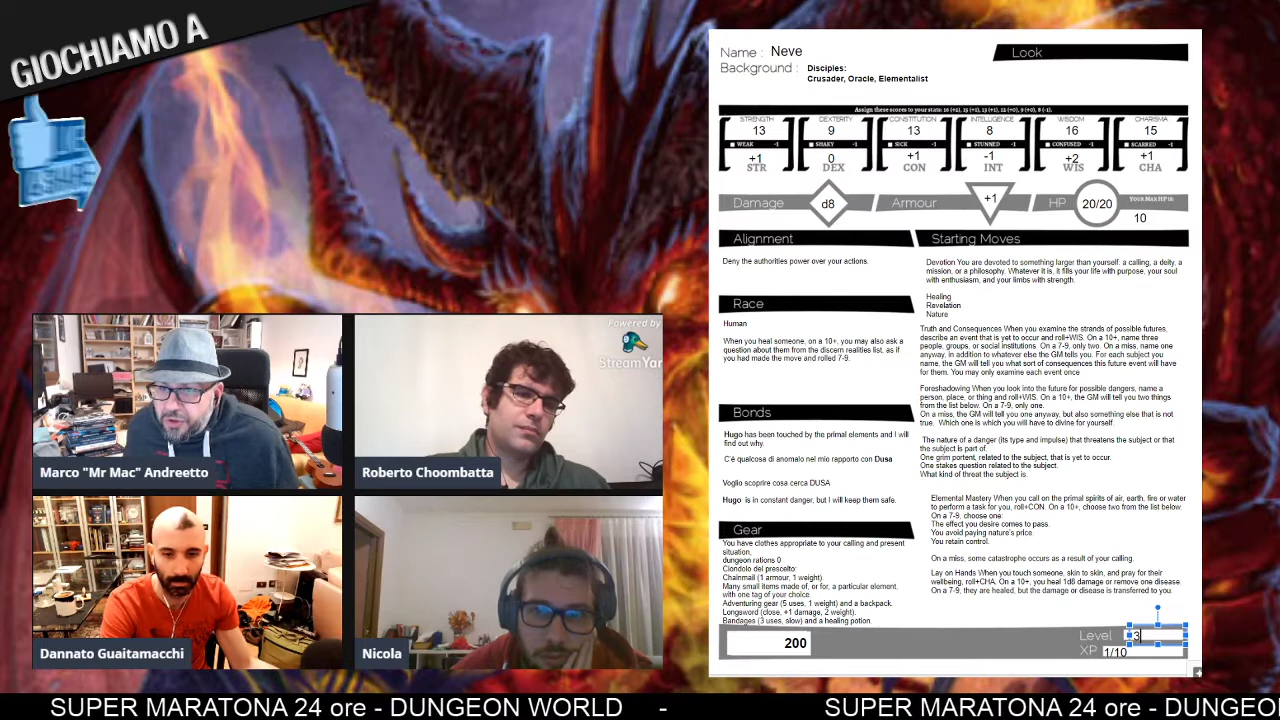 GIOCHIAMO A
Name : Neve
Background : Disciples:
Crusader, Oracle, Elementalist
Look
Assign these scores to your stats: 16 (+2), 15 (+1), 13 (+1), 12 (+0), 9 (+0), 8 (-1).
STRENGTH DEXTERITY CONSTITUTION INTELLIGENCE WISDOM CHARISMA
13 9 13 8 16 15
WEAK -1 SHAKY -1 SICK -1 STUNNED -1 CONFUSED -1 SCARRED -1
+1 0 +1 -1 +2 +1
STR DEX CON INT WIS CHA
Damage d8 Armour +1 HP 20/20 YOUR MAX HP IS:
10
Alignment
Deny the authorities power over your actions.
Race
Human
When you heal someone, on a 10+, you may also ask a
question about them from the discern realities list, as if
you had made the move and rolled 7-9.
Bonds
Hugo has been touched by the primal elements and I will
find out why.
C'é qualcosa di anomalo nel mio rapporto con Dusa
Voglio scoprire cosa cerca DUSA
Hugo is in constant danger, but I will keep them safe.
Gear
You have clothes appropriate to your calling and present
situation,
dungeon rations 0
Ciondolo del prescelto:
Chainmail (1 armour, 1 weight).
Many small items made of, or for, a particular element,
with one tag of your choice.
Adventuring gear (5 uses, 1 weight) and a backpack.
Longsword (close, +1 damage, 2 weight).
Bandages (3 uses, slow) and a healing potion.
Starting Moves
Devotion You are devoted to something larger than yourself: a calling, a deity, a
mission, or a philosophy. Whatever it is, it fills your life with purpose, your soul
with enthusiasm, and your limbs with strength.
Healing
Revelation
Nature
Truth and Consequences When you examine the strands of possible futures,
describe an event that is yet to occur and roll+WIS. On a 10+, name three
people, groups, or social institutions. On a 7-9, only two. On a miss, name one
anyway, in addition to whatever else the GM tells you. For each subject you
name, the GM will tell you what sort of consequences this future event will have
for them. You may only examine each event once
Foreshadowing When you look into the future for possible dangers, name a
person, place, or thing and roll+WIS. On a 10+, the GM will tell you two things
from the list below. On a 7-9, only one.
On a miss, the GM will tell you one anyway, but also something else that is not
true. Which one is which you will have to divine for yourself.
The nature of a danger (its type and impulse) that threatens the subject or that
the subject is part of.
One grim portent, related to the subject, that is yet to occur.
One stakes question related to the subject.
What kind of threat the subject is.
Elemental Mastery When you call on the primal spirits of air, earth, fire or water
to perform a task for you, roll+CON. On a 10+, choose two from the list below.
On a 7-9, choose one:
The effect you desire comes to pass.
You avoid paying nature's price.
You retain control.
On a miss, some catastrophe occurs as a result of your calling.
Lay on Hands When you touch someone, skin to skin, and pray for their
wellbeing, roll+CHA. On a 10+, you heal 1d8 damage or remove one disease.
On a 7-9, they are healed, but the damage or disease is transferred to you.
200
Level 3
XP 1/10
Powered by
StreamYar
Marco "Mr Mac" Andreetto
Roberto Choombatta
Dannato Guaitamacchi
Nicola
SUPER MARATONA 24 ore - DUNGEON WORLD - SUPER MARATONA 24 ore - DUNGEO